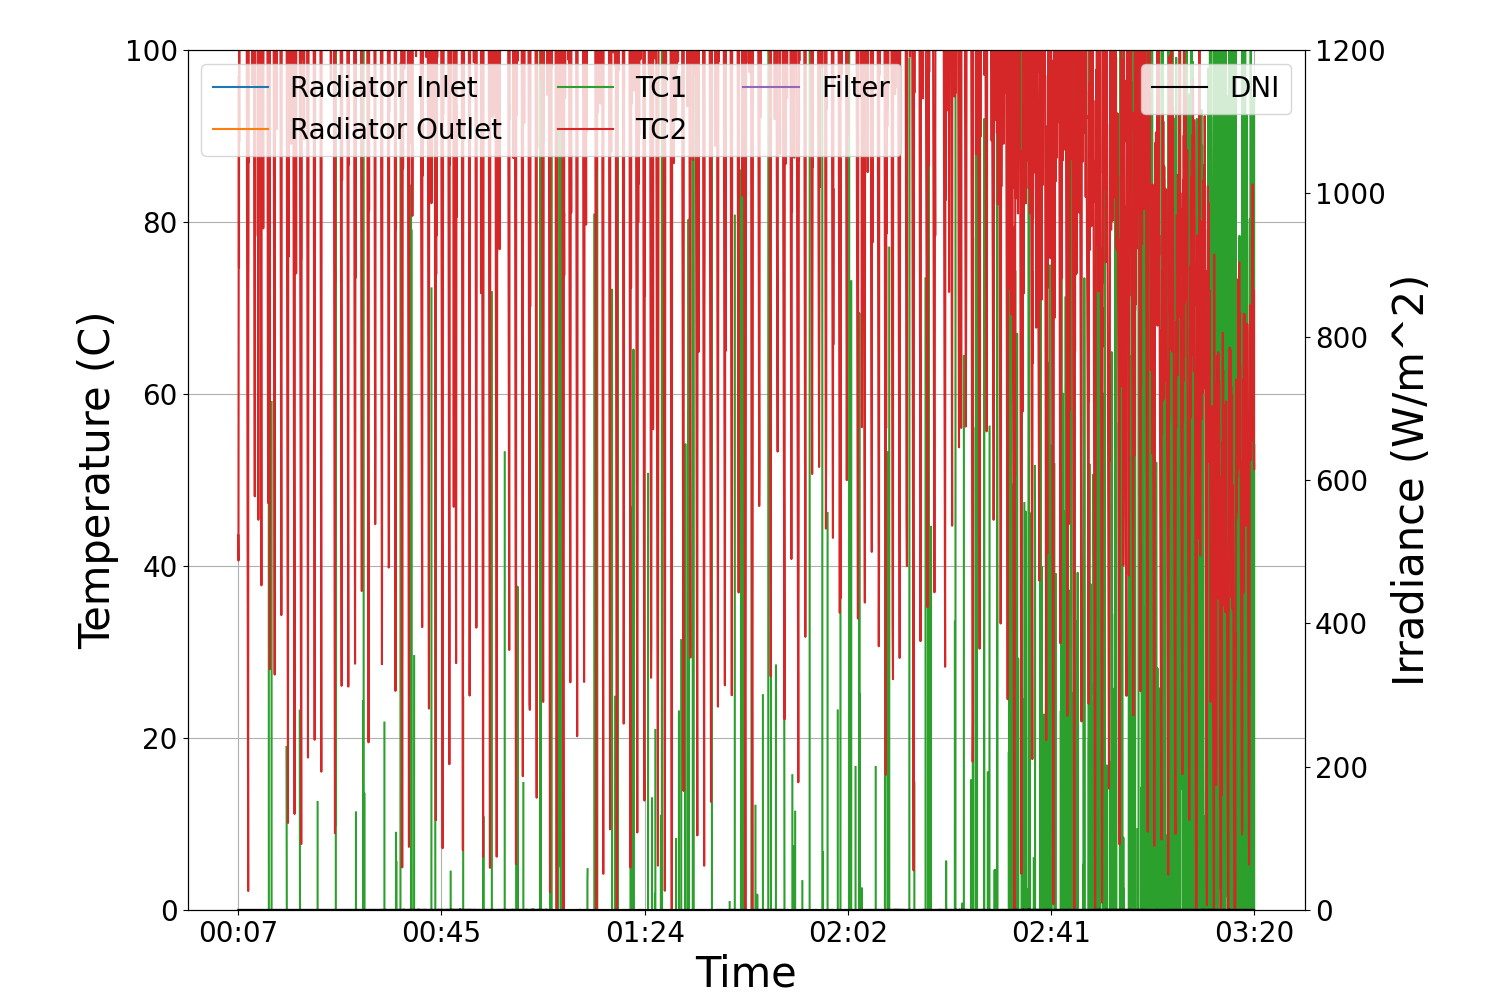 100
80
60
40
20
0
Temperature (C)
Radiator Inlet
Radiator Outlet
TC1
TC2
Filter
DNI
1200
1000
800
600
400
200
0
Irradiance (W/m^2)
00:07
00:45
01:24
02:02
02:41
03:20
Time